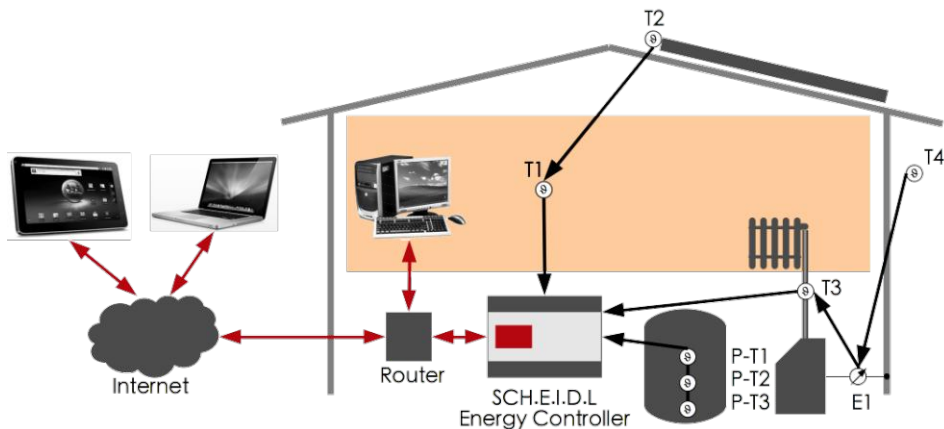 T2
T4
T1
T3
P-T1
P-T2
P-T3
E1
Internet
Router
SCH.E.I.D.L
Energy Controller